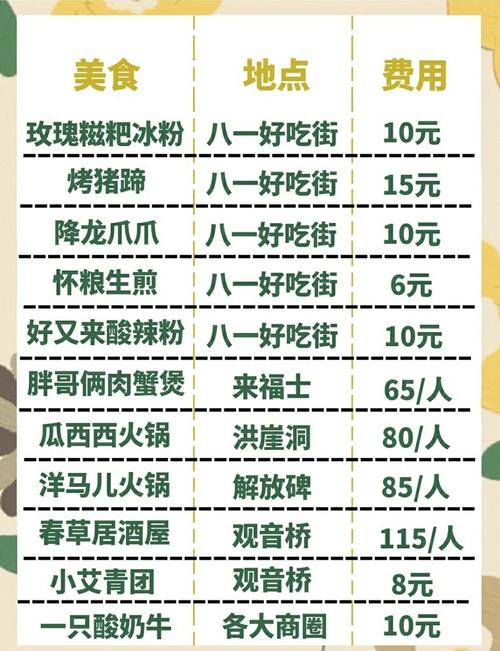 美食 地点 费用
玫瑰糍粑冰粉 八一好吃街 10元
烤猪蹄 八一好吃街 15元
降龙爪爪 八一好吃街 10元
怀粮生煎 八一好吃街 6元
好又来酸辣粉 八一好吃街 10元
胖哥俩肉蟹煲 来福士 65/人
瓜西西火锅 洪崖洞 80/人
洋马儿火锅 解放碑 85/人
春草居酒屋 观音桥 115/人
小艾青团 观音桥 8元
一只酸奶牛 各大商圈 10元